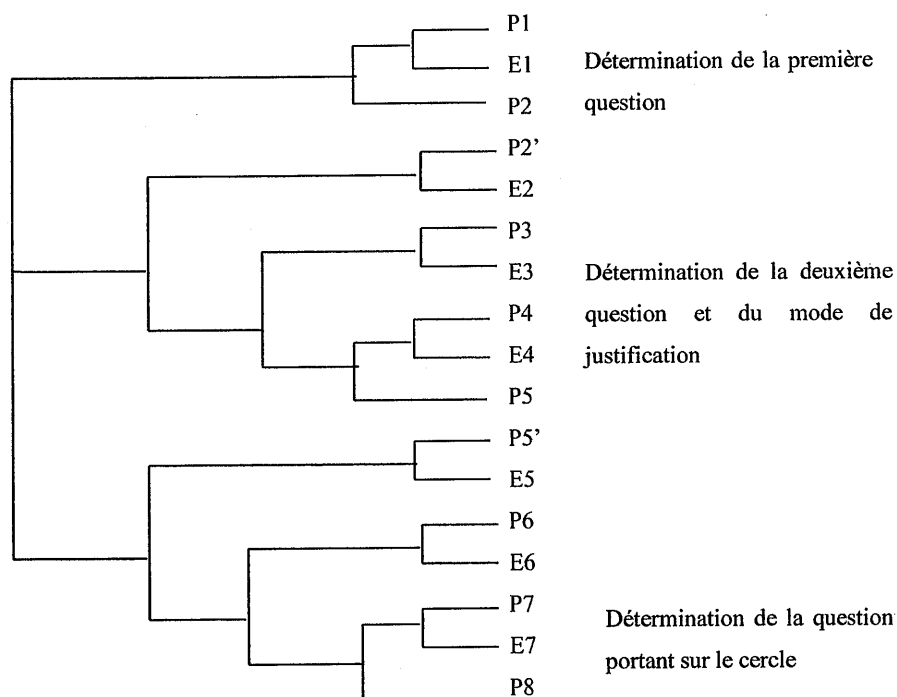 P1
E1
Détermination de la première
question
P2
P2'
E2
P3
E3
Détermination de la deuxième
question et du mode de
justification
P4
E4
P5
P5'
E5
P6
E6
P7
Détermination de la question
portant sur le cercle
E7
P8